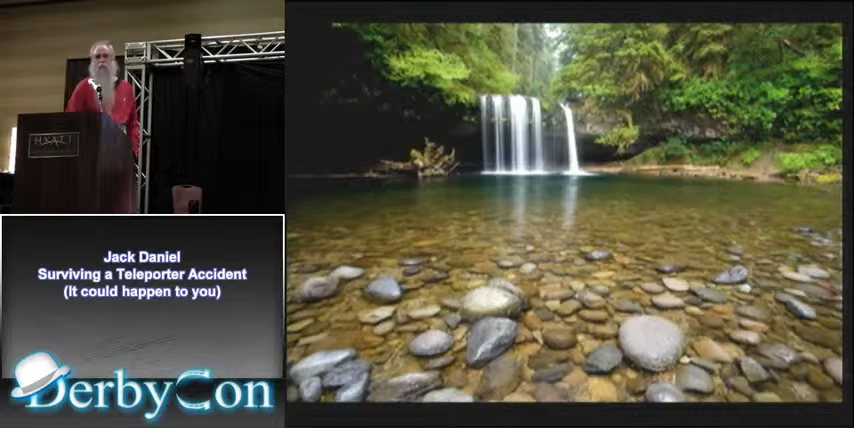 HYATT
Jack Daniel
Surviving a Teleporter Accident
(It could happen to you)
DerbyCon